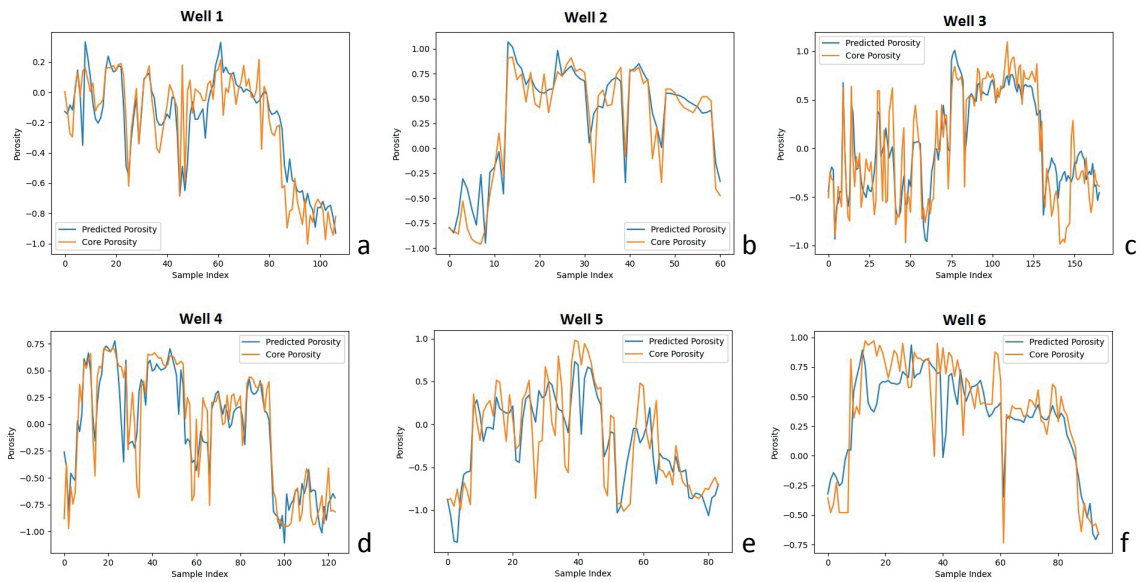 Well 1
0.2
0.0
−0.2
−0.4
−0.6
−0.8
−1.0
Porosity
Predicted Porosity
Core Porosity
0
20
40
60
80
100
Sample Index
a
Well 2
1.00
0.75
0.50
0.25
0.00
−0.25
−0.50
−0.75
−1.00
Porosity
Predicted Porosity
Core Porosity
0
10
20
30
40
50
60
Sample Index
b
Well 3
1.0
0.5
0.0
−0.5
−1.0
Porosity
Predicted Porosity
Core Porosity
0
25
50
75
100
125
150
Sample Index
c
Well 4
0.75
0.50
0.25
0.00
−0.25
−0.50
−0.75
−1.00
Porosity
Predicted Porosity
Core Porosity
0
20
40
60
80
100
120
Sample Index
d
Well 5
1.0
0.5
0.0
−0.5
−1.0
Porosity
Predicted Porosity
Core Porosity
0
20
40
60
80
Sample Index
e
Well 6
1.00
0.75
0.50
0.25
0.00
−0.25
−0.50
−0.75
Porosity
Predicted Porosity
Core Porosity
0
20
40
60
80
Sample Index
f